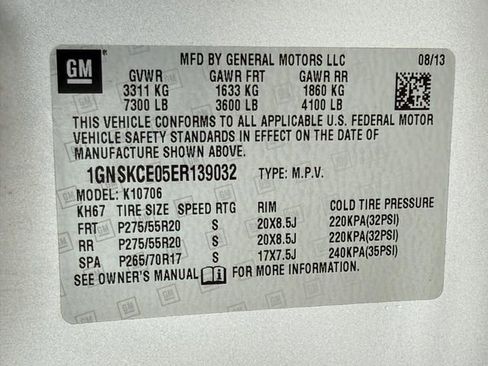 GM
MFD BY GENERAL MOTORS LLC 08/13
GVWR GAWR FRT GAWR RR
3311 KG 1633 KG 1860 KG
7300 LB 3600 LB 4100 LB
THIS VEHICLE CONFORMS TO ALL APPLICABLE U.S. FEDERAL MOTOR
VEHICLE SAFETY STANDARDS IN EFFECT ON THE DATE OF
MANUFACTURE SHOWN ABOVE.
1GNSKCE05ER139032 TYPE: M.P.V.
MODEL: K10706
KH67 TIRE SIZE SPEED RTG RIM COLD TIRE PRESSURE
FRT P275/55R20 S 20X8.5J 220KPA(32PSI)
RR P275/55R20 S 20X8.5J 220KPA(32PSI)
SPA P265/70R17 S 17X7.5J 240KPA(35PSI)
SEE OWNER'S MANUAL FOR MORE INFORMATION